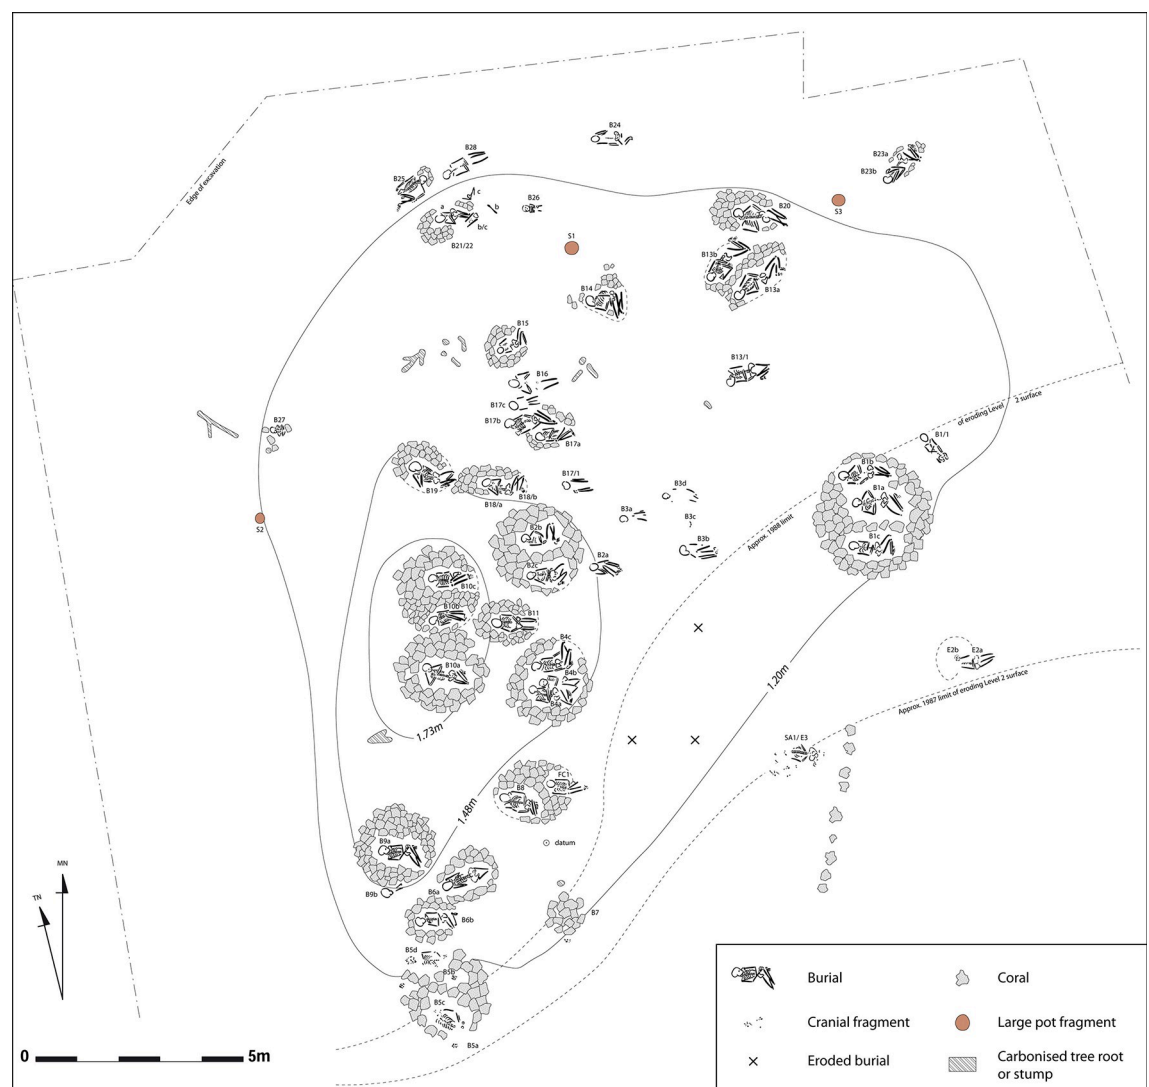 Edge of excavation
B24
B28
B25
c
a
b
b/c
B21/22
B26
S1
B23a
B23b
S3
B20
B13b
B13a
B14
B15
B16
B17c
B17b
B17a
B13/1
of eroding Level 2 surface
B1/1
B27
S2
B19
B18/b
B18/a
B17/1
B3d
B3a
B3c
B3b
Approx. 1988 limit
B1b
B1a
B1c
B2b
B2c
B2a
B10c
B10b
B11
B10a
B4c
B4b
B4a
E2b
E2a
1.20m
Approx. 1987 limit of eroding Level 2 surface
1.73m
SA1/ E3
1.48m
FC1
B8
datum
B9a
B9b
B6a
B6b
B7
B5d
B5b
B5c
B5a
MN
TN
0
5m
Burial
Coral
Cranial fragment
Large pot fragment
Eroded burial
Carbonised tree root
or stump